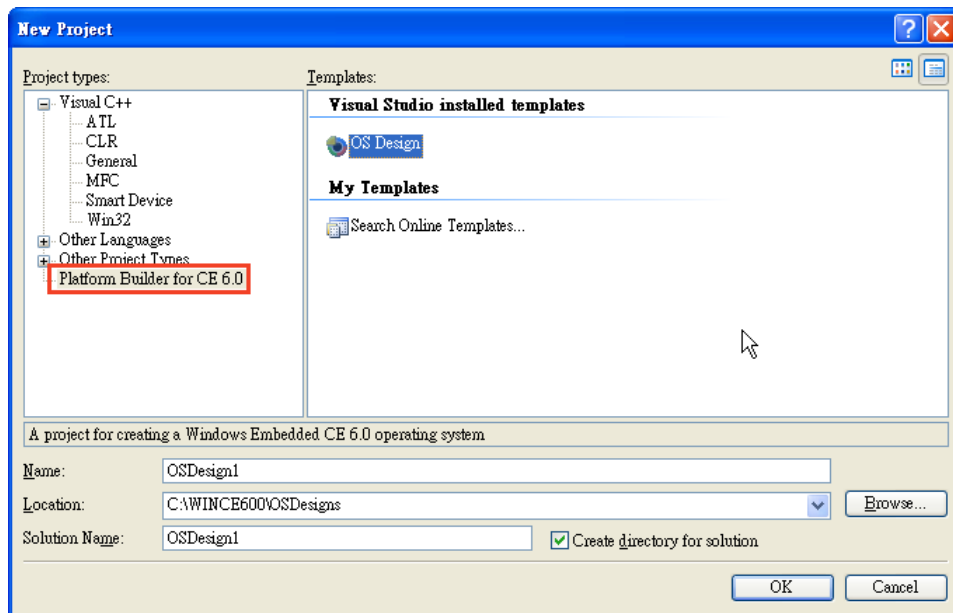 New Project
Project types:
Templates:
Visual C++
ATL
CLR
General
MFC
Smart Device
Win32
Other Languages
Other Project Types
Platform Builder for CE 6.0
Visual Studio installed templates
OS Design
My Templates
Search Online Templates...
A project for creating a Windows Embedded CE 6.0 operating system
Name:
OSDesign1
Location:
C:\WINCE600\OSDesigns
Browse...
Solution Name:
OSDesign1
Create directory for solution
OK
Cancel